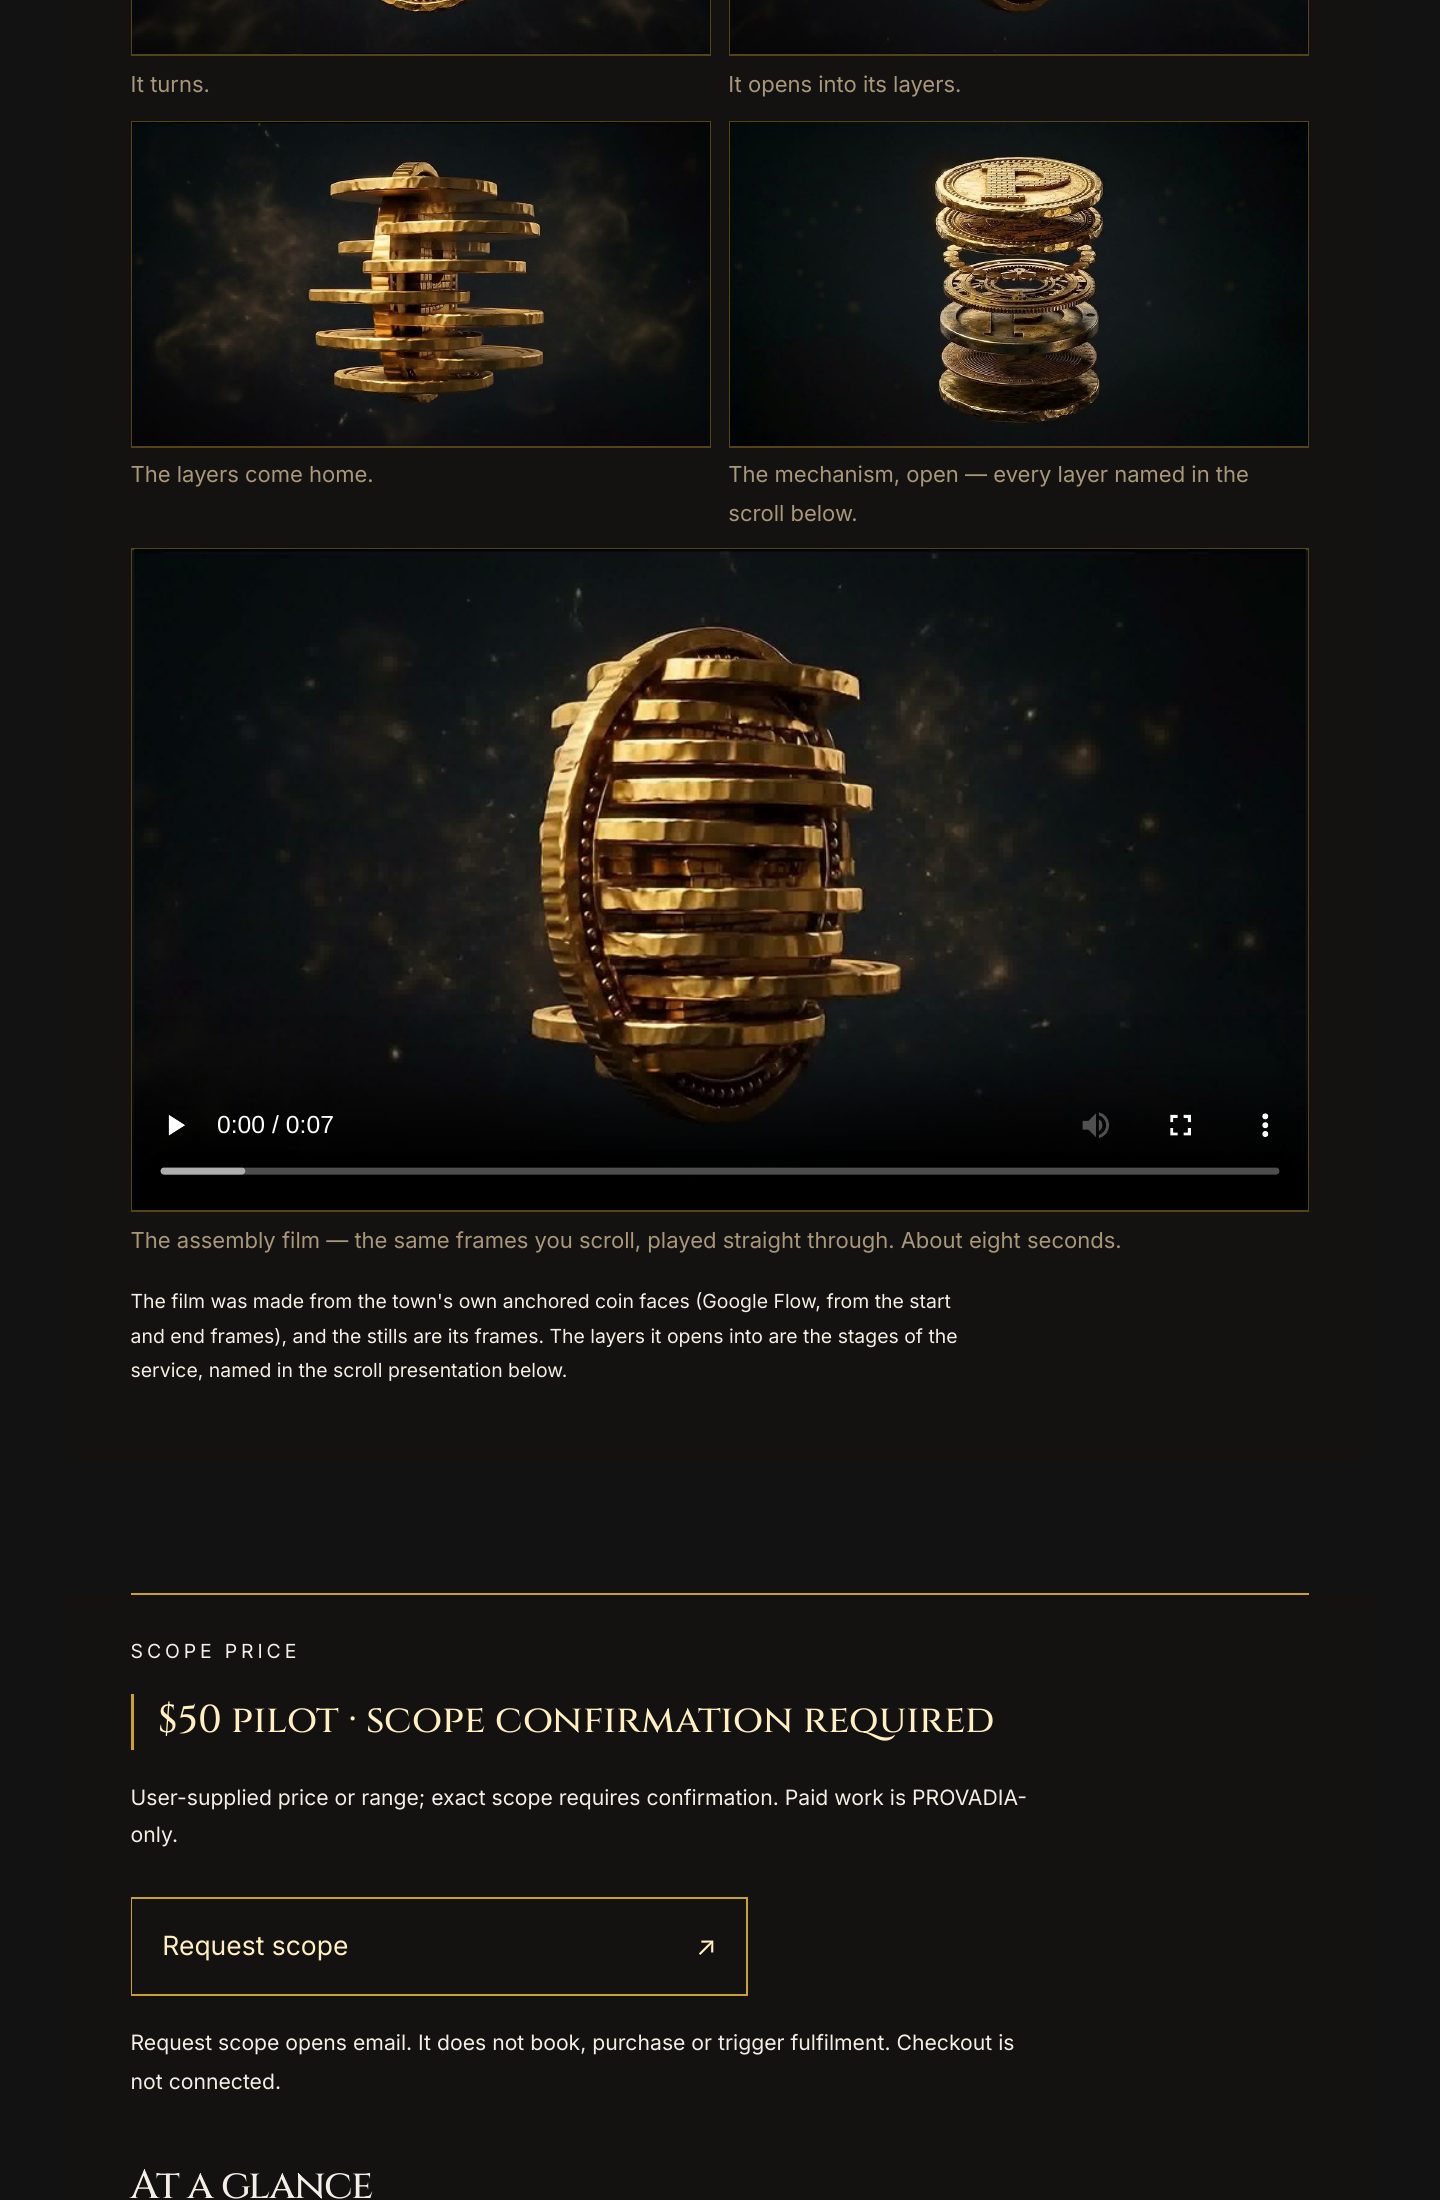 It turns.
It opens into its layers.
P
The layers come home.
The mechanism, open — every layer named in the
scroll below.
0:00 / 0:07
The assembly film — the same frames you scroll, played straight through. About eight seconds.
The film was made from the town's own anchored coin faces (Google Flow, from the start
and end frames), and the stills are its frames. The layers it opens into are the stages of the
service, named in the scroll presentation below.
SCOPE PRICE
$50 PILOT · SCOPE CONFIRMATION REQUIRED
User-supplied price or range; exact scope requires confirmation. Paid work is PROVADIA-
only.
Request scope
Request scope opens email. It does not book, purchase or trigger fulfilment. Checkout is
not connected.
AT A GLANCE